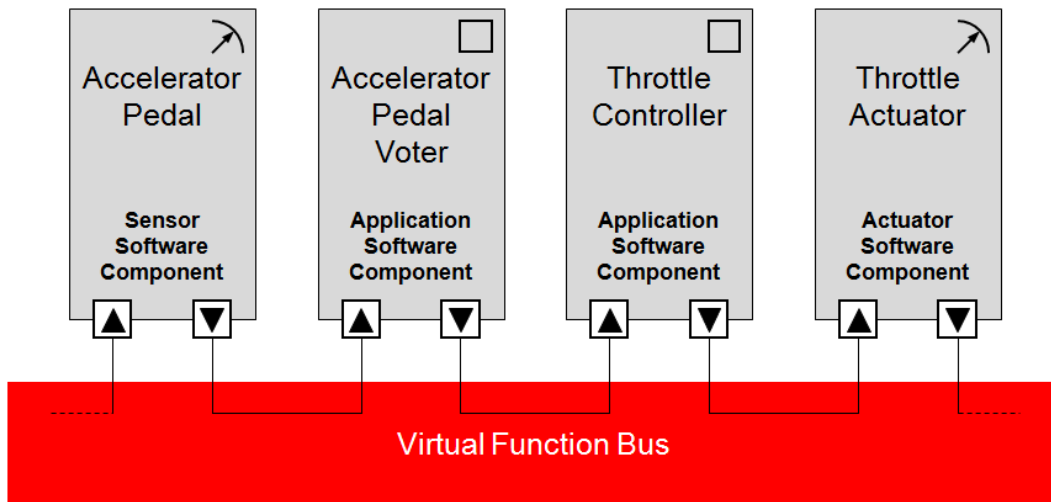 Accelerator
Pedal
Sensor
Software
Component
Accelerator
Pedal
Voter
Application
Software
Component
Throttle
Controller
Application
Software
Component
Throttle
Actuator
Actuator
Software
Component
Virtual Function Bus